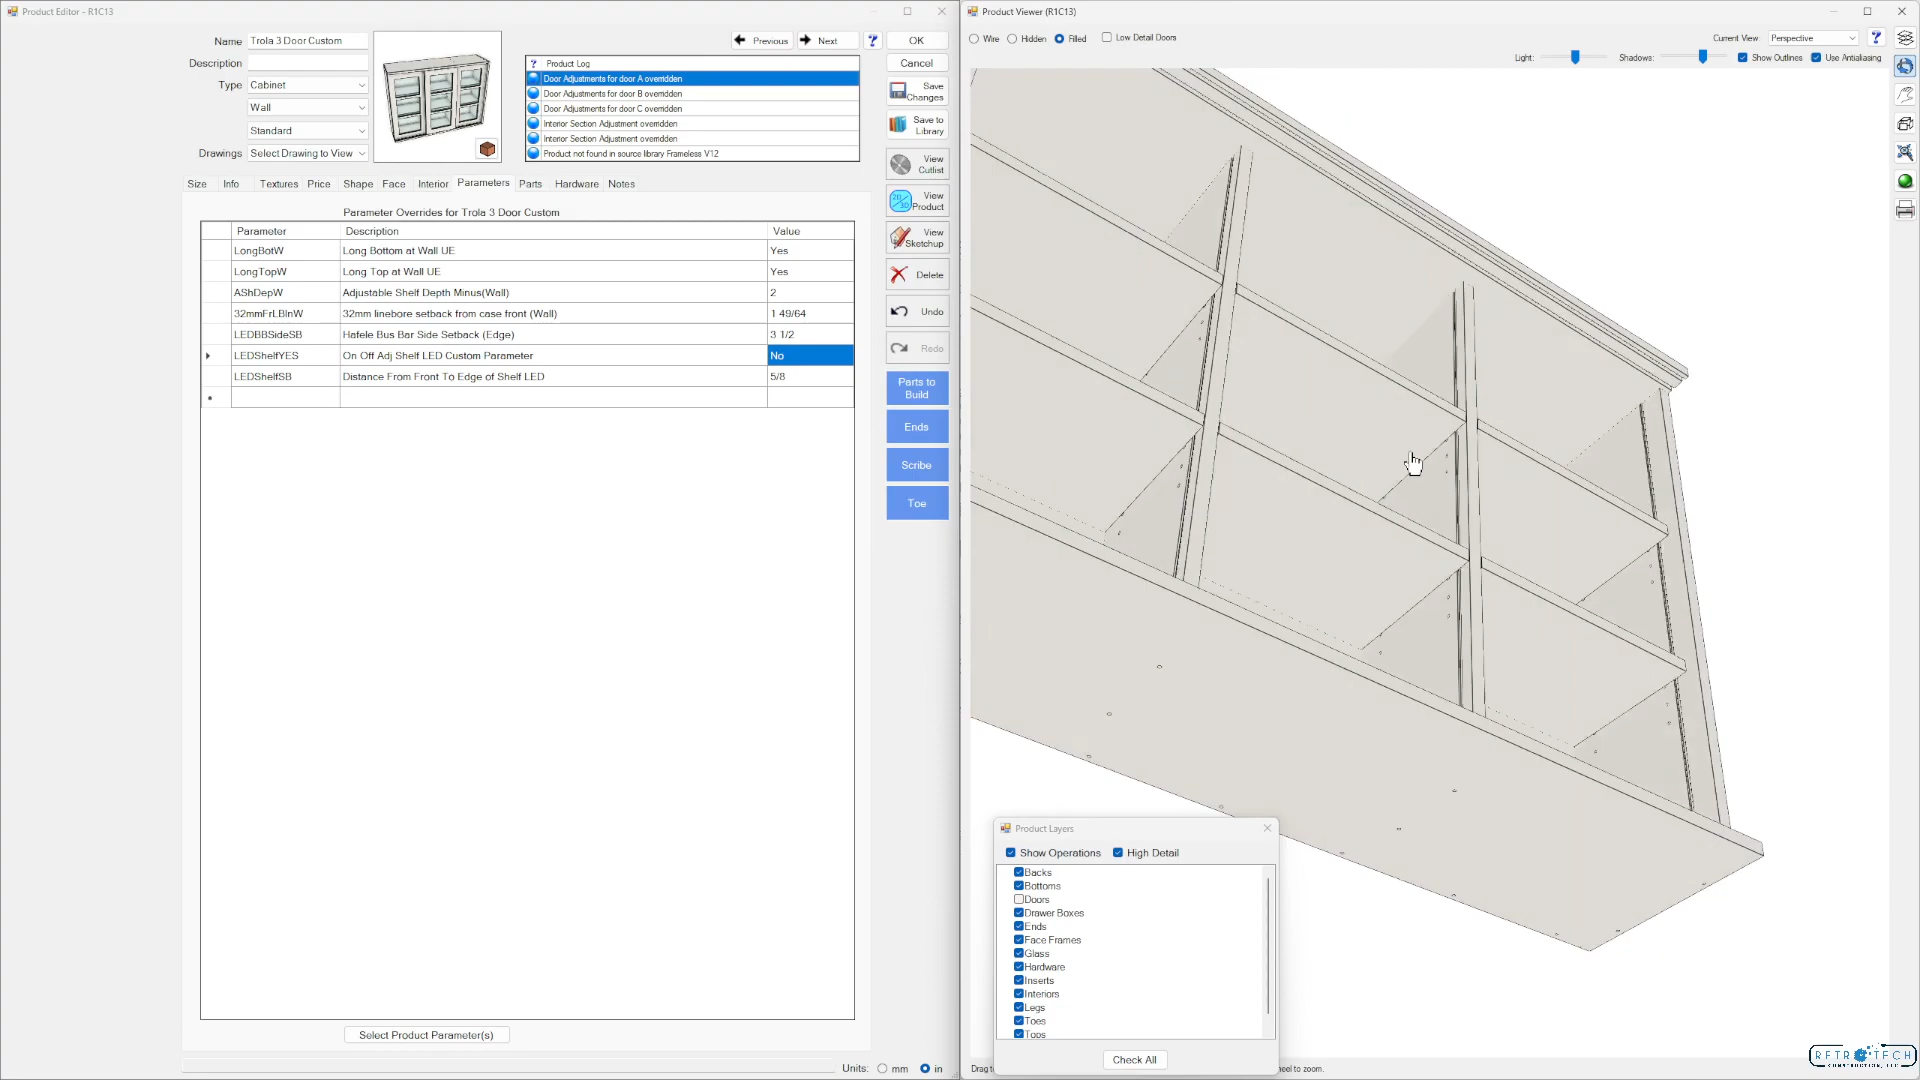 Product Editor - R1C13
Name Trola 3 Door Custom
Description
Type Cabinet
Wall
Standard
Drawings Select Drawing to View
Previous Next ? OK
? Product Log
Door Adjustments for door A overridden
Door Adjustments for door B overridden
Door Adjustments for door C overridden
Interior Section Adjustment overridden
Interior Section Adjustment overridden
Product not found in source library Frameless V12
Cancel
Save Changes
Save to Library
View Cutlist
View Product
View Sketchup
Delete
Undo
Redo
Parts to Build
Ends
Scribe
Toe
Size Info Textures Price Shape Face Interior Parameters Parts Hardware Notes
Parameter Overrides for Trola 3 Door Custom
Parameter Description Value
LongBotW Long Bottom at Wall UE Yes
LongTopW Long Top at Wall UE Yes
AShDepW Adjustable Shelf Depth Minus(Wall) 2
32mmFrLBInW 32mm linebore setback from case front (Wall) 1 49/64
LEDBBSideSB Hafele Bus Bar Side Setback (Edge) 3 1/2
LEDShelfYES On Off Adj Shelf LED Custom Parameter No
LEDShelfSB Distance From Front To Edge of Shelf LED 5/8
Select Product Parameter(s)
Units: mm in
Product Viewer (R1C13)
Wire Hidden Filled Low Detail Doors
Current View: Perspective ?
Light: Shadows: Show Outlines Use Antialiasing
Product Layers
Show Operations High Detail
Backs
Bottoms
Doors
Drawer Boxes
Ends
Face Frames
Glass
Hardware
Inserts
Interiors
Legs
Toes
Tops
Check All
Drag t
heel to zoom.
RETROTECH
CONSTRUCTION, LLC